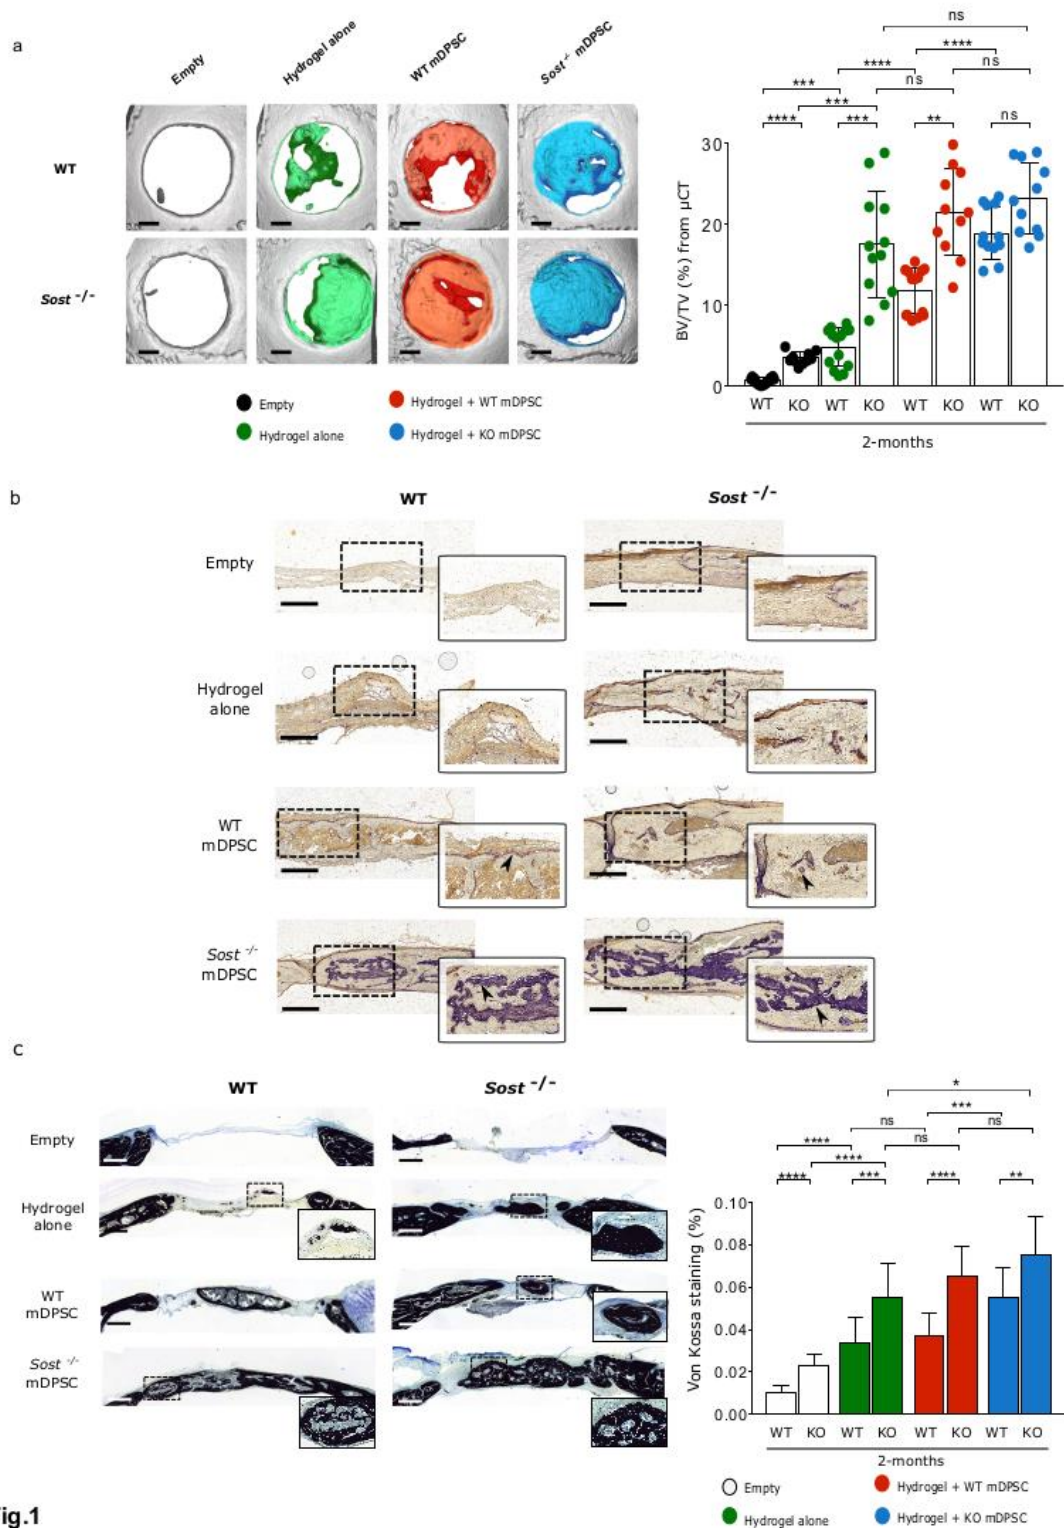 a
Empty
Hydrogel alone
WT mDPSC
Sost -/- mDPSC
WT
Sost -/-
Empty
Hydrogel alone
Hydrogel + WT mDPSC
Hydrogel + KO mDPSC
ns
****
**** ns
*** ns
***
**** *** ** ns
BV/TV (%) from µCT
30
20
10
0
WT KO WT KO WT KO WT KO
2-months
b
WT Sost -/-
Empty
Hydrogel
alone
WT
mDPSC
Sost -/-
mDPSC
c
WT Sost -/-
Empty
Hydrogel
alone
WT
mDPSC
Sost -/-
mDPSC
*
***
ns ns
**** ns
****
**** *** **** **
Von Kossa staining (%)
0.10
0.08
0.06
0.04
0.02
0.00
WT KO WT KO WT KO WT KO
2-months
Empty
Hydrogel + WT mDPSC
Hydrogel alone
Hydrogel + KO mDPSC
ig.1